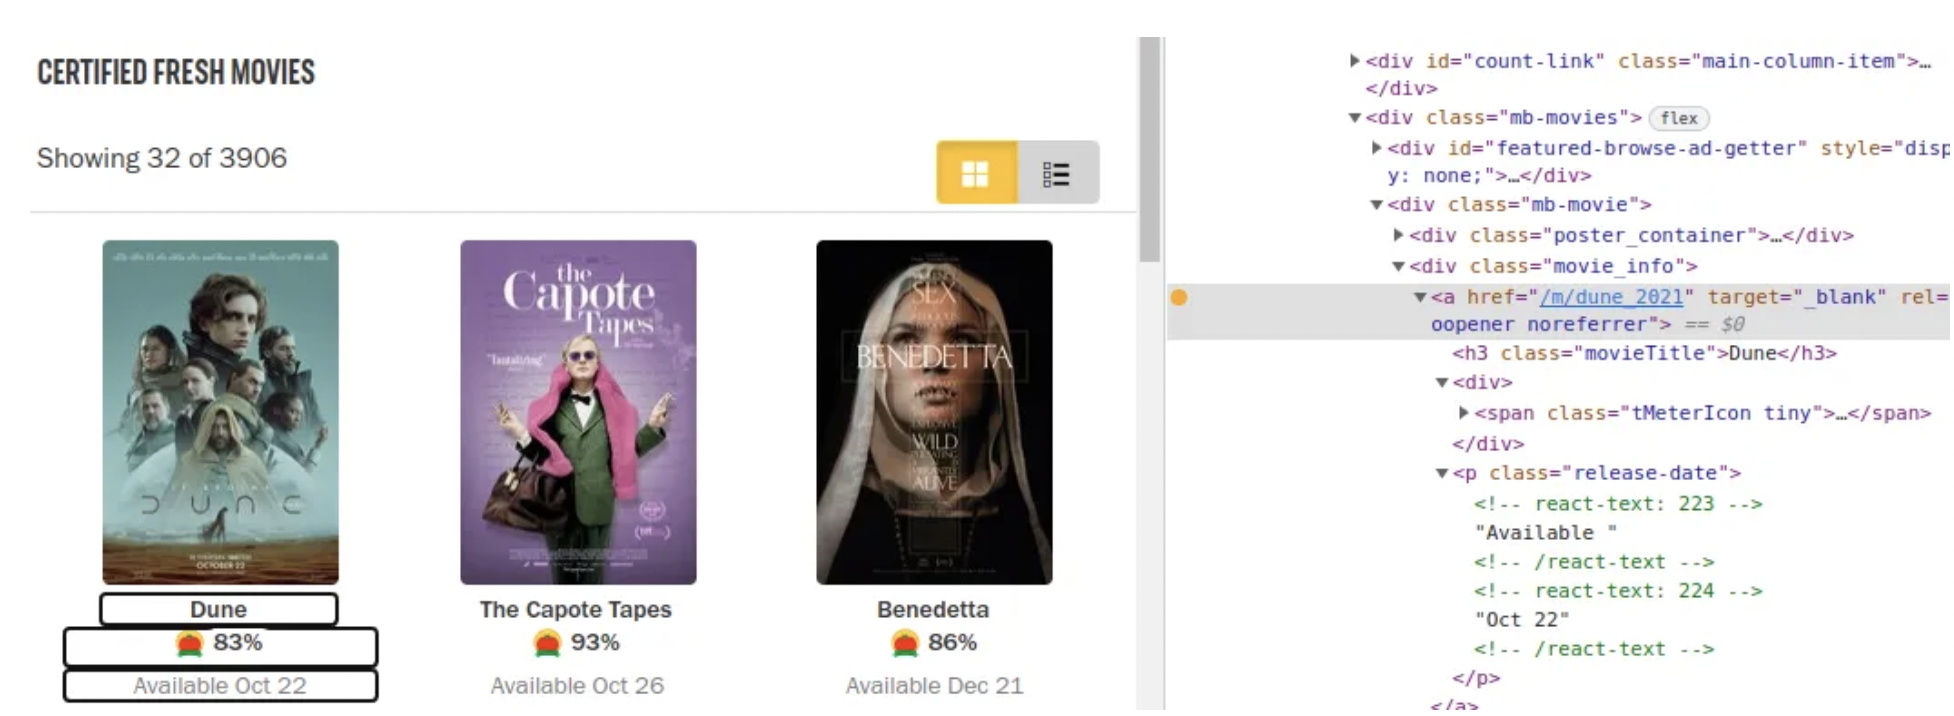 CERTIFIED FRESH MOVIES
Showing 32 of 3906
the
Capote
Tapes
"tantalizing"
SEX
BENEDETTA
WILD
ALIVE
DUNC
OCTOBER 22
Dune
83%
Available Oct 22
The Capote Tapes
93%
Available Oct 26
Benedetta
86%
Available Dec 21
▶<div id="count-link" class="main-column-item">…
</div>
▼<div class="mb-movies"> flex
▶<div id="featured-browse-ad-getter" style="disp
y: none;">…</div>
▼<div class="mb-movie">
▶<div class="poster_container">…</div>
▼<div class="movie_info">
▼<a href="/m/dune_2021" target="_blank" rel=
oopener noreferrer"> == $0
<h3 class="movieTitle">Dune</h3>
▼<div>
▶<span class="tMeterIcon tiny">…</span>
</div>
▼<p class="release-date">
<!-- react-text: 223 -->
"Available "
<!-- /react-text -->
<!-- react-text: 224 -->
"Oct 22"
<!-- /react-text -->
</p>
</a>